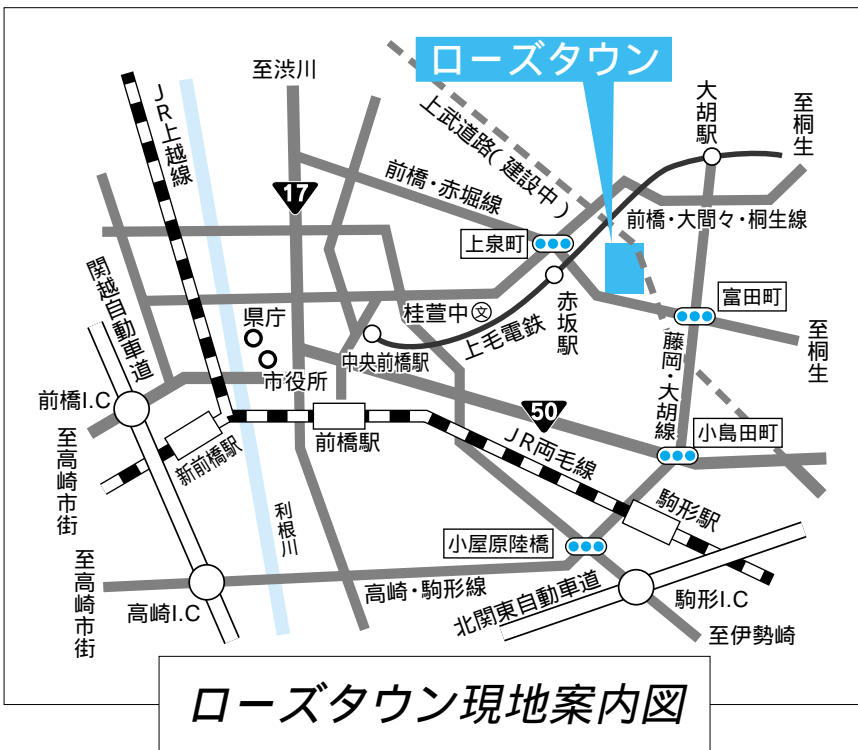 ローズタウン
至渋川
JR上越線
上武道路(建設中)
大胡駅
至桐生
前橋・赤堀線
17
前橋・大間々・桐生線
上泉町
関越自動車道
赤坂駅
富田町
桂萱中 文
上毛電鉄
県庁
中央前橋駅
市役所
藤岡・大胡線
至桐生
前橋I.C
50
小島田町
前橋駅
JR両毛線
新前橋駅
至高崎市街
駒形駅
利根川
小屋原陸橋
至高崎市街
高崎・駒形線
高崎I.C
北関東自動車道
駒形I.C
至伊勢崎
ローズタウン現地案内図